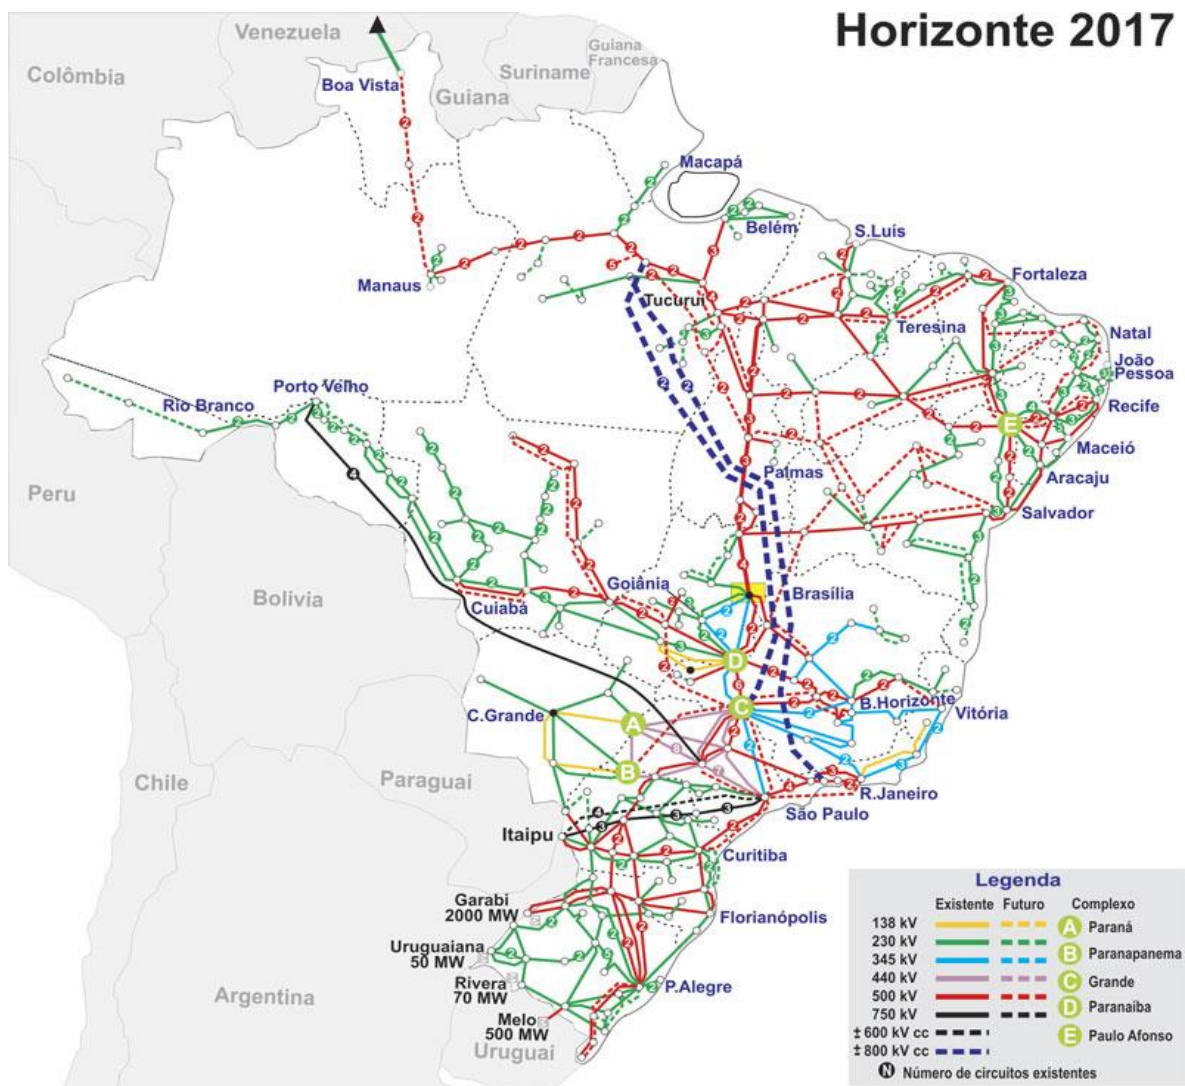 Horizonte 2017
Venezuela
Guiana
Francesa
Colômbia
Suriname
Boa Vista
Guiana
Macapá
Belém
S.Luís
Manaus
Fortaleza
Tucuruí
Teresina
Natal
João
Pessoa
Porto Velho
Rio Branco
Recife
Maceió
Palmas
Aracaju
Peru
Salvador
Goiânia
Brasília
Bolivia
Cuiabá
C.Grande
B.Horizonte
Vitória
Chile
Paraguai
R.Janeiro
São Paulo
Itaipu
Curitiba
Garabi
2000 MW
Florianópolis
Uruguaiana
50 MW
Rivera
70 MW
P.Alegre
Argentina
Melo
500 MW
Uruguai
A
B
C
D
E
Legenda
Existente Futuro Complexo
138 kV A Paraná
230 kV B Paranapanema
345 kV C Grande
440 kV D Paranaíba
500 kV E Paulo Afonso
750 kV
± 600 kV cc
± 800 kV cc
N Número de circuitos existentes